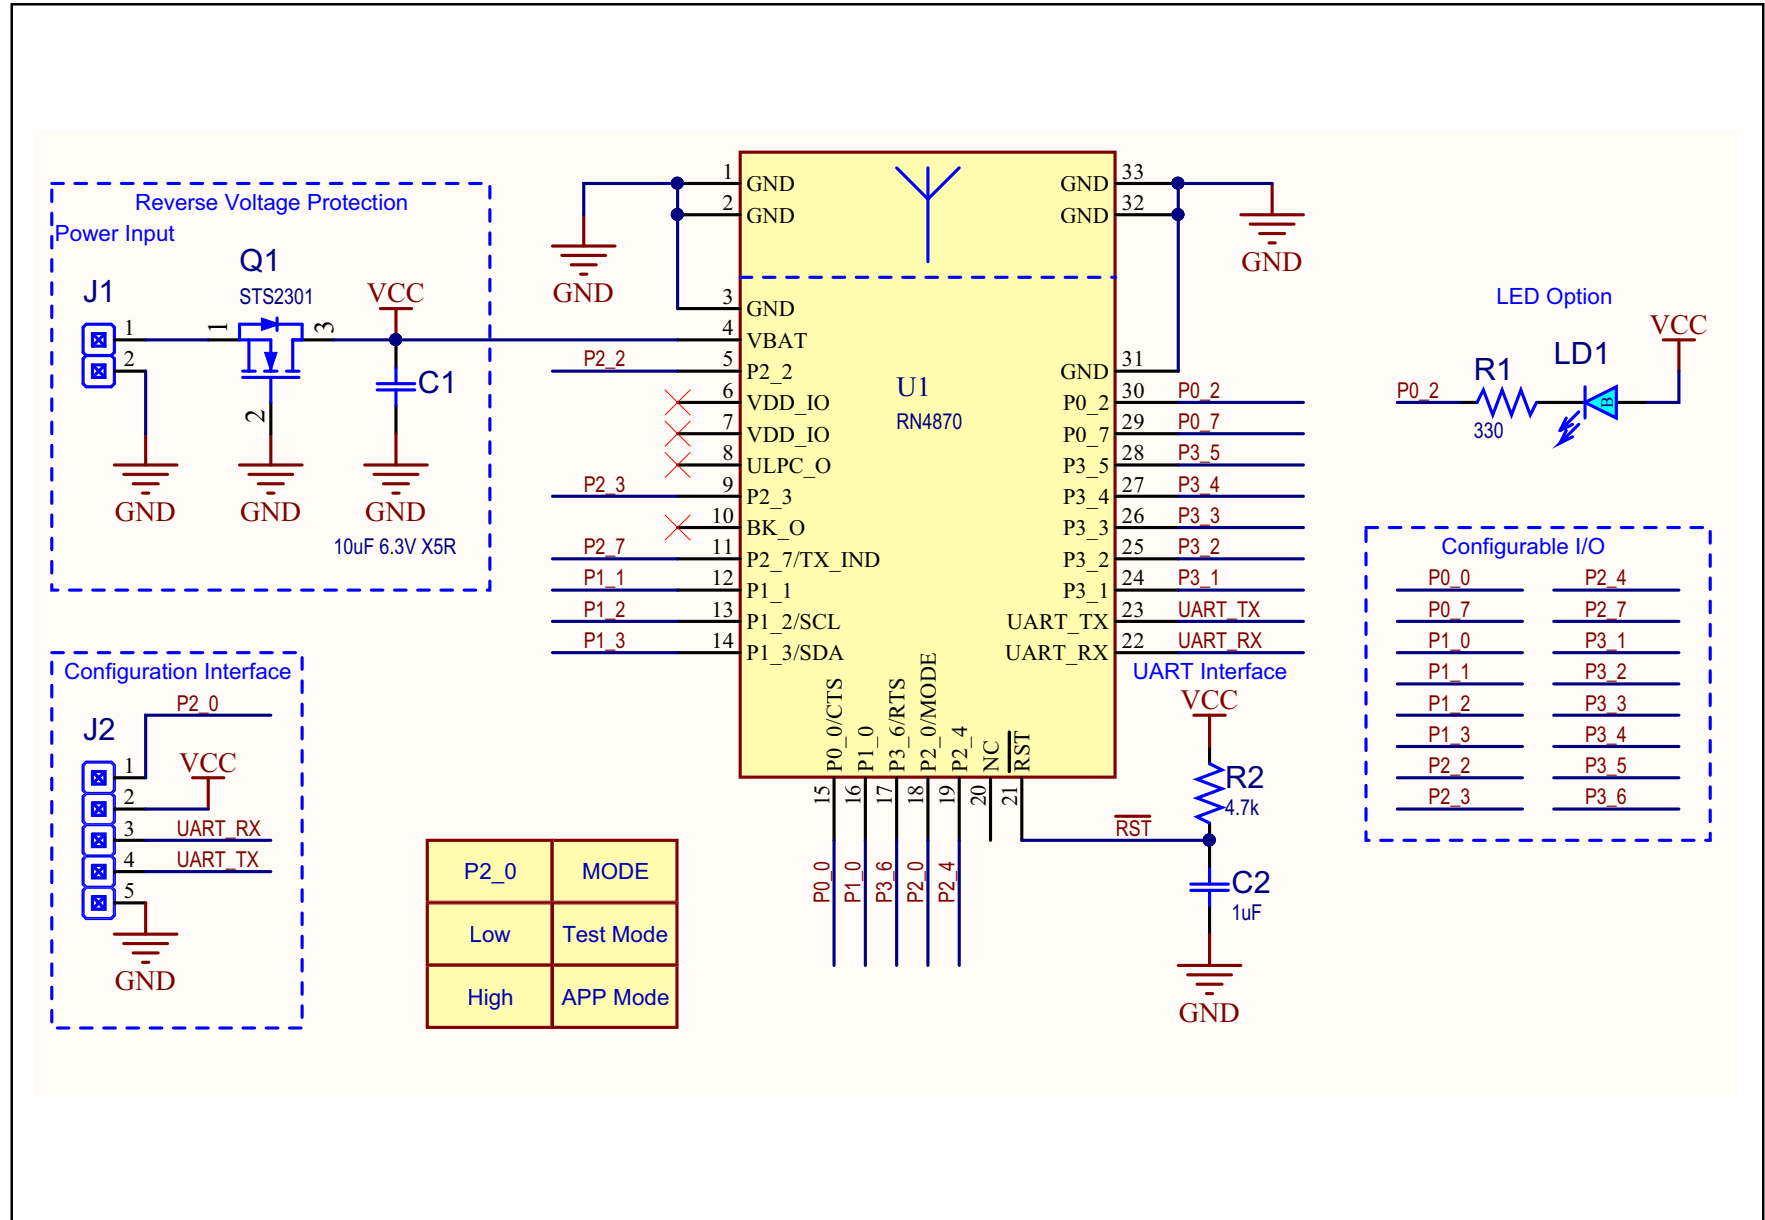 Reverse Voltage Protection
Power Input
J1
1
2
Q1
STS2301
1
3
2
VCC
C1
10uF 6.3V X5R
GND
GND
GND
Configuration Interface
P2_0
J2
1
VCC
2
3
UART_RX
4
UART_TX
5
GND
P2_0 MODE
Low Test Mode
High APP Mode
GND
U1
RN4870
1 GND
2 GND
3 GND
4 VBAT
P2_2 5 P2_2
6 VDD_IO
7 VDD_IO
8 ULPC_O
P2_3 9 P2_3
10 BK_O
P2_7 11 P2_7/TX_IND
P1_1 12 P1_1
P1_2 13 P1_2/SCL
P1_3 14 P1_3/SDA
P0_0/CTS 15 P0_0
P1_0 16 P1_0
P3_6/RTS 17 P3_6
P2_0/MODE 18 P2_0
P2_4 19 P2_4
NC 20
RST 21
GND 33
GND 32
GND
GND 31
P0_2 30 P0_2
P0_7 29 P0_7
P3_5 28 P3_5
P3_4 27 P3_4
P3_3 26 P3_3
P3_2 25 P3_2
P3_1 24 P3_1
UART_TX 23 UART_TX
UART_RX 22 UART_RX
UART Interface
VCC
R2
4.7k
RST
C2
1uF
GND
LED Option
VCC
LD1
B
R1
P0_2
330
Configurable I/O
P0_0 P2_4
P0_7 P2_7
P1_0 P3_1
P1_1 P3_2
P1_2 P3_3
P1_3 P3_4
P2_2 P3_5
P2_3 P3_6